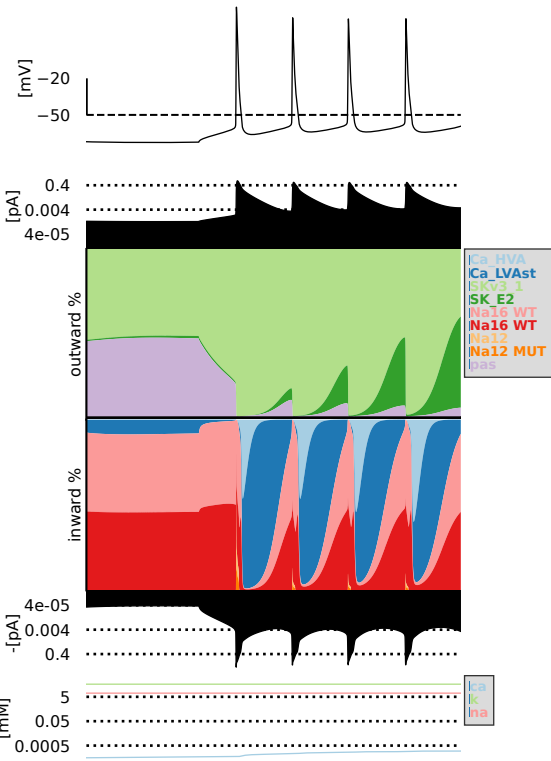 [mV]
−20
−50
[pA]
0.4
0.004
4e-05
outward %
Ca_HVA
Ca_LVAst
SKv3_1
SK_E2
Na16 WT
Na16 WT
Na12
Na12 MUT
pas
inward %
-[pA]
4e-05
0.004
0.4
[mM]
5
0.05
0.0005
ca
k
na